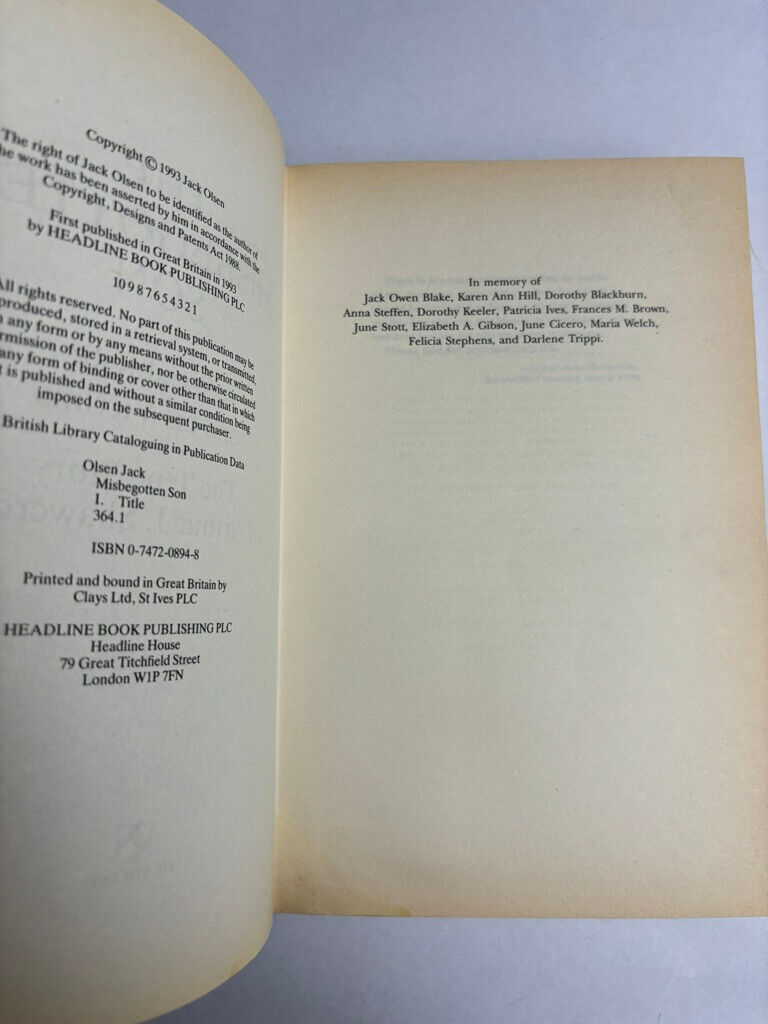 Copyright © 1993 Jack Olsen
The right of Jack Olsen to be identified as the author of
the work has been asserted by him in accordance with the
Copyright, Designs and Patents Act 1988.
First published in Great Britain in 1993
by HEADLINE BOOK PUBLISHING PLC
10 9 8 7 6 5 4 3 2 1
All rights reserved. No part of this publication may be
produced, stored in a retrieval system, or transmitted,
any form or by any means without the prior written
rmission of the publisher, nor be otherwise circulated
any form of binding or cover other than that in which
is published and without a similar condition being
imposed on the subsequent purchaser.
British Library Cataloguing in Publication Data
Olsen Jack
Misbegotten Son
I. Title
364.1
ISBN 0-7472-0894-8
Printed and bound in Great Britain by
Clays Ltd, St Ives PLC
HEADLINE BOOK PUBLISHING PLC
Headline House
79 Great Titchfield Street
London W1P 7FN
In memory of
Jack Owen Blake, Karen Ann Hill, Dorothy Blackburn,
Anna Steffen, Dorothy Keeler, Patricia Ives, Frances M. Brown,
June Stott, Elizabeth A. Gibson, June Cicero, Maria Welch,
Felicia Stephens, and Darlene Trippi.